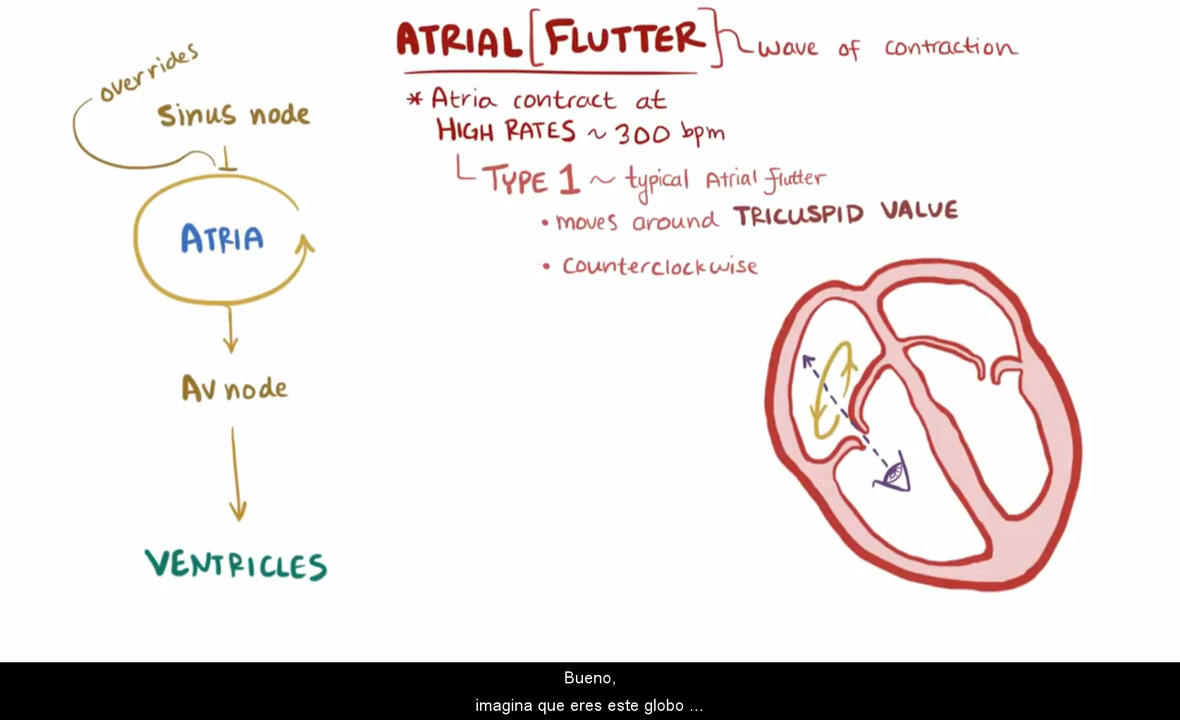 overrides
Sinus node
ATRIA
AV node
VENTRICLES
ATRIAL [FLUTTER] wave of contraction
* Atria contract at
HIGH RATES ~ 300 bpm
TYPE 1 ~ typical Atrial flutter
• moves around TRICUSPID VALUE
• Counterclockwise
Bueno,
imagina que eres este globo ...